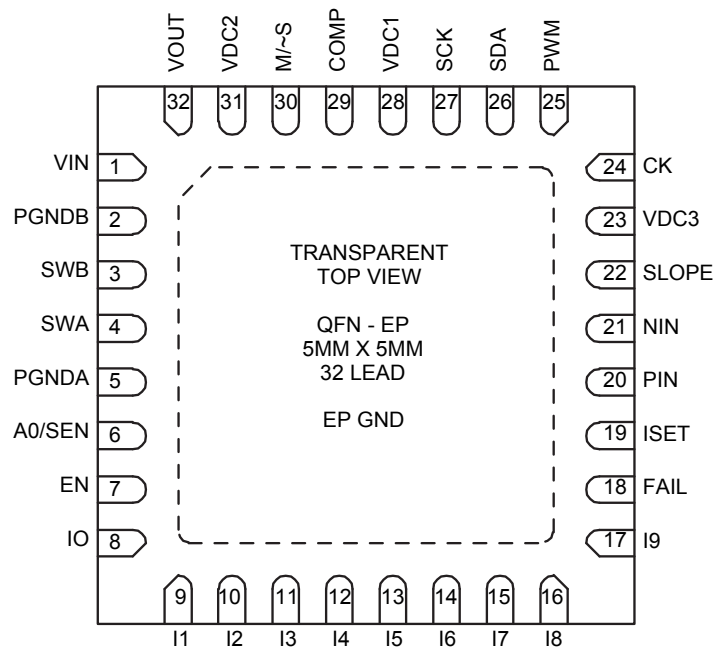 VOUT
VDC2
M/~S
COMP
VDC1
SCK
SDA
PWM
32 31 30 29 28 27 26 25
VIN 1
PGNDB 2
SWB 3
SWA 4
PGNDA 5
A0/SEN 6
EN 7
IO 8
TRANSPARENT
TOP VIEW
QFN - EP
5MM X 5MM
32 LEAD
EP GND
24 CK
23 VDC3
22 SLOPE
21 NIN
20 PIN
19 ISET
18 FAIL
17 I9
9 10 11 12 13 14 15 16
I1 I2 I3 I4 I5 I6 I7 I8